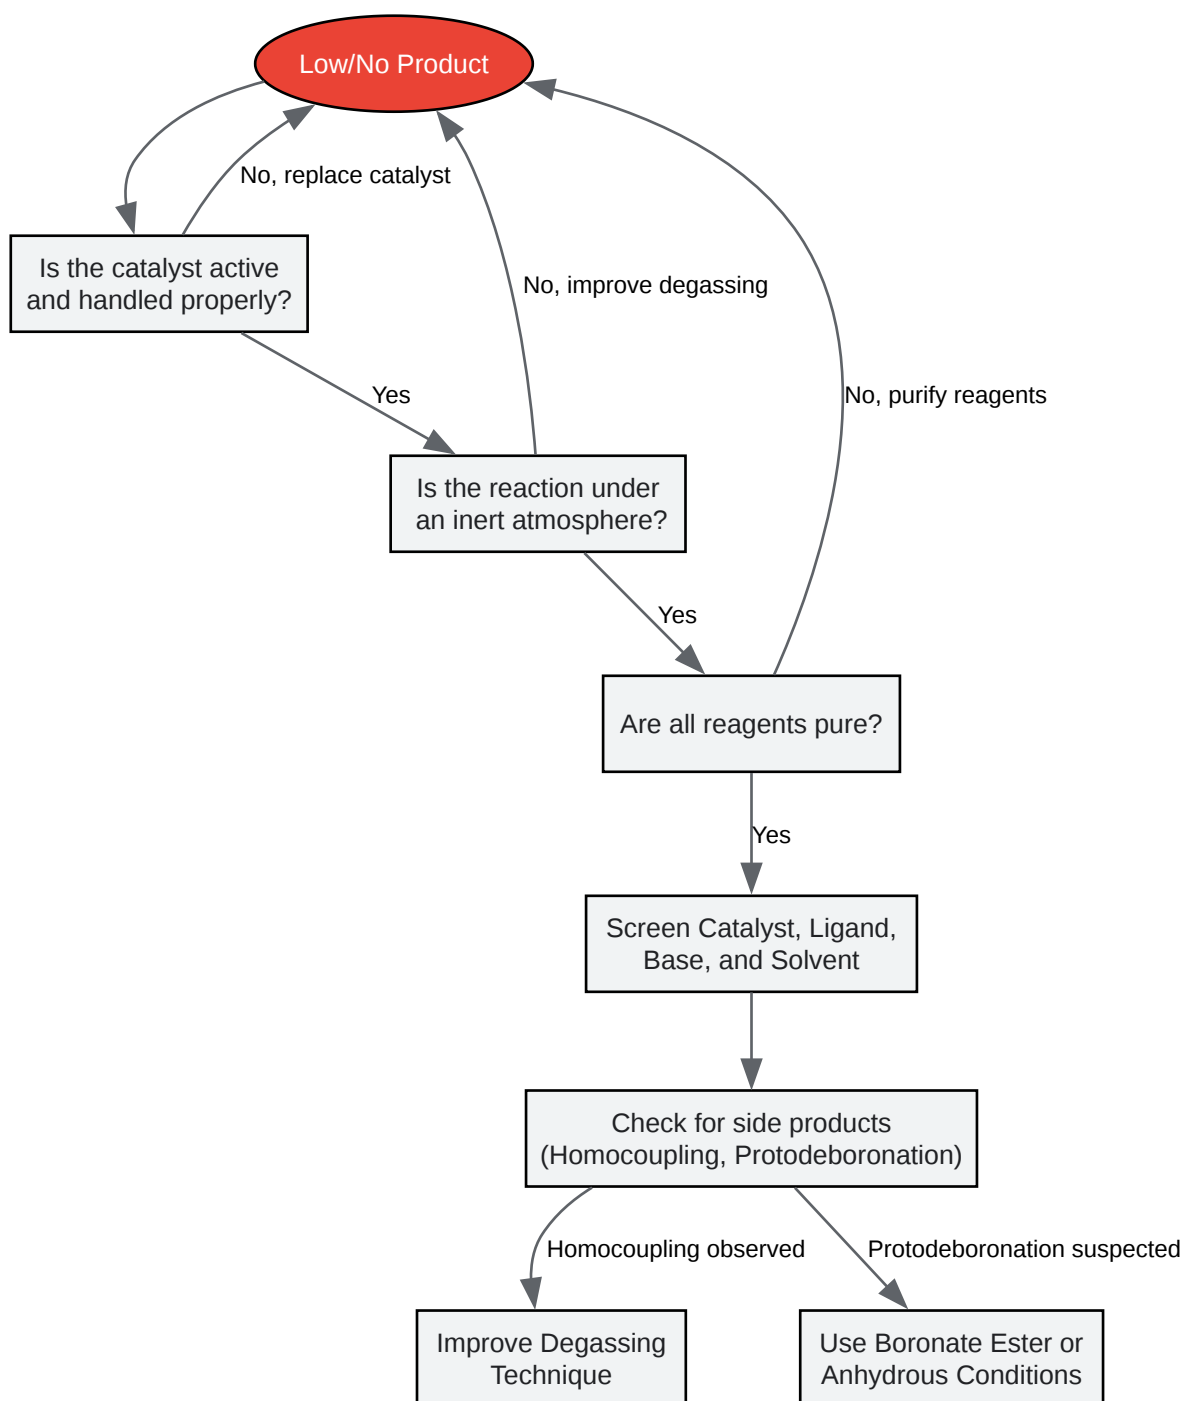 Low/No Product
No, replace catalyst
Is the catalyst active
and handled properly?
No, improve degassing
Yes
No, purify reagents
Is the reaction under
an inert atmosphere?
Yes
Are all reagents pure?
Yes
Screen Catalyst, Ligand,
Base, and Solvent
Check for side products
(Homocoupling, Protodeboronation)
Homocoupling observed
Protodeboronation suspected
Improve Degassing
Technique
Use Boronate Ester or
Anhydrous Conditions